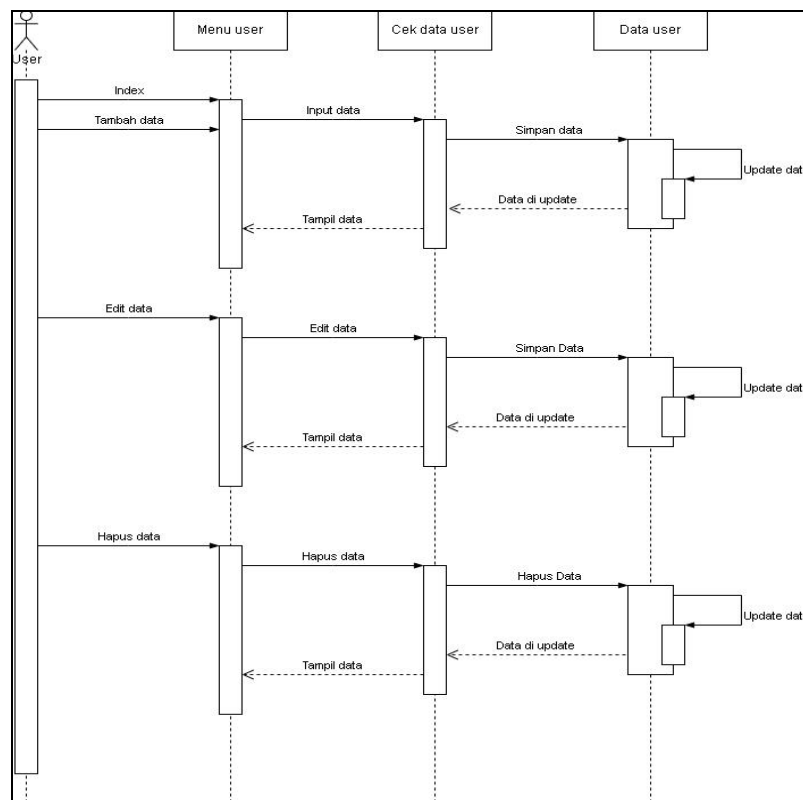 User
Menu user
Cek data user
Data user
Index
Tambah data
Input data
Simpan data
Update dat
Data di update
Tampil data
Edit data
Edit data
Simpan Data
Update dat
Data di update
Tampil data
Hapus data
Hapus data
Hapus Data
Update dat
Data di update
Tampil data